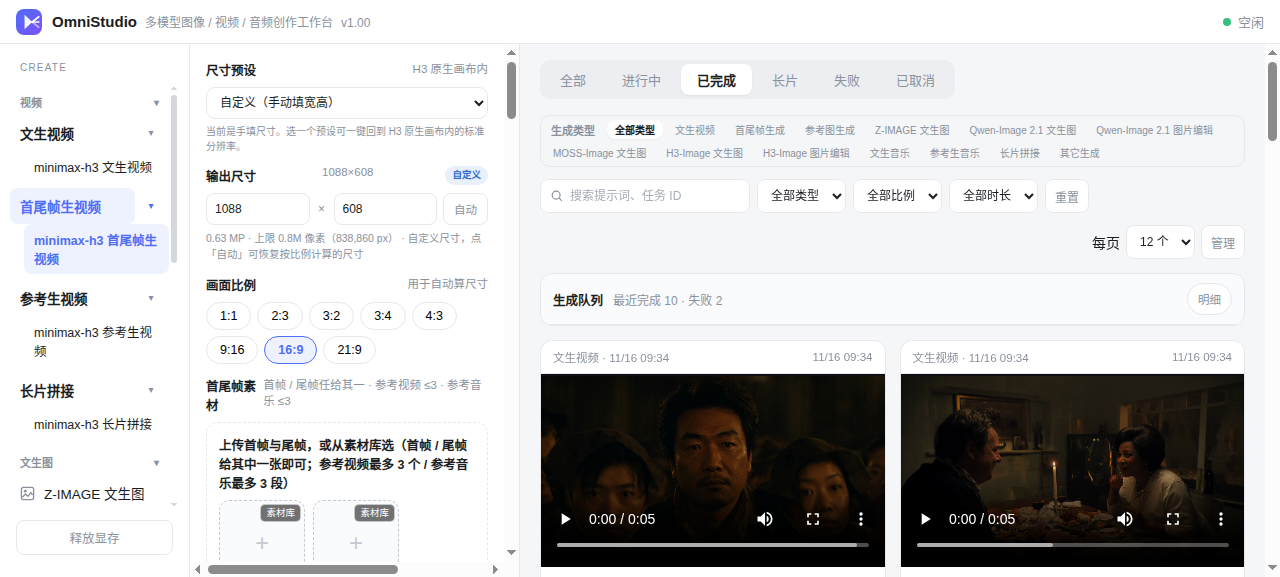 OmniStudio 多模型图像 / 视频 / 音频创作工作台 v1.00
空闲
CREATE
视频
文生视频
minimax-h3 文生视频
首尾帧生视频
minimax-h3 首尾帧生
视频
参考生视频
minimax-h3 参考生视
频
长片拼接
minimax-h3 长片拼接
文生图
Z-IMAGE 文生图
释放显存
尺寸预设 H3 原生画布内
自定义（手动填宽高）
当前是手填尺寸。选一个预设可一键回到 H3 原生画布内的标准
分辨率。
输出尺寸 1088×608 自定义
1088 × 608 自动
0.63 MP · 上限 0.8M 像素（838,860 px） · 自定义尺寸，点
「自动」可恢复按比例计算的尺寸
画面比例 用于自动算尺寸
1:1 2:3 3:2 3:4 4:3
9:16 16:9 21:9
首尾帧素
材
首帧 / 尾帧任给其一 · 参考视频 ≤3 · 参考音
乐 ≤3
上传首帧与尾帧，或从素材库选（首帧 / 尾帧
给其中一张即可；参考视频最多 3 个 / 参考音
乐最多 3 段）
素材库 素材库
+ +
全部 进行中 已完成 长片 失败 已取消
生成类型 全部类型 文生视频 首尾帧生成 参考图生成 Z-IMAGE 文生图 Qwen-Image 2.1 文生图 Qwen-Image 2.1 图片编辑
MOSS-Image 文生图 H3-Image 文生图 H3-Image 图片编辑 文生音乐 参考生音乐 长片拼接 其它生成
搜索提示词、任务 ID 全部类型 全部比例 全部时长 重置
每页 12 个 管理
生成队列 最近完成 10 · 失败 2 明细
文生视频 · 11/16 09:34 11/16 09:34
0:00 / 0:05
文生视频 · 11/16 09:34 11/16 09:34
0:00 / 0:05